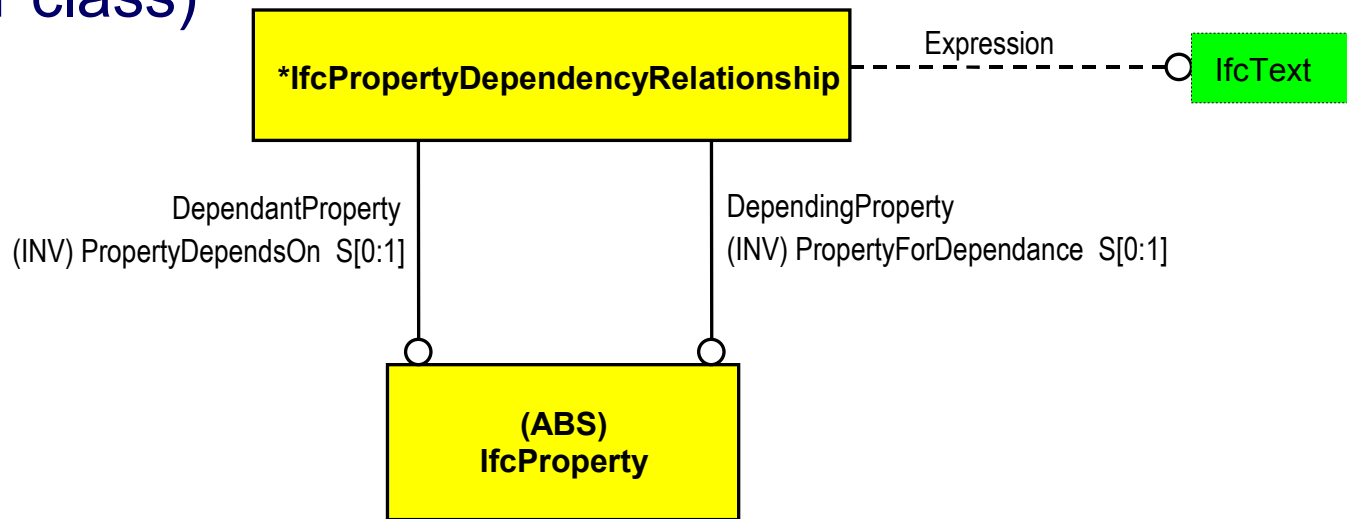 class)
Expression
*IfcPropertyDependencyRelationship
IfcText
DependantProperty
(INV) PropertyDependsOn S[0:1]
DependingProperty
(INV) PropertyForDependance S[0:1]
(ABS)
IfcProperty